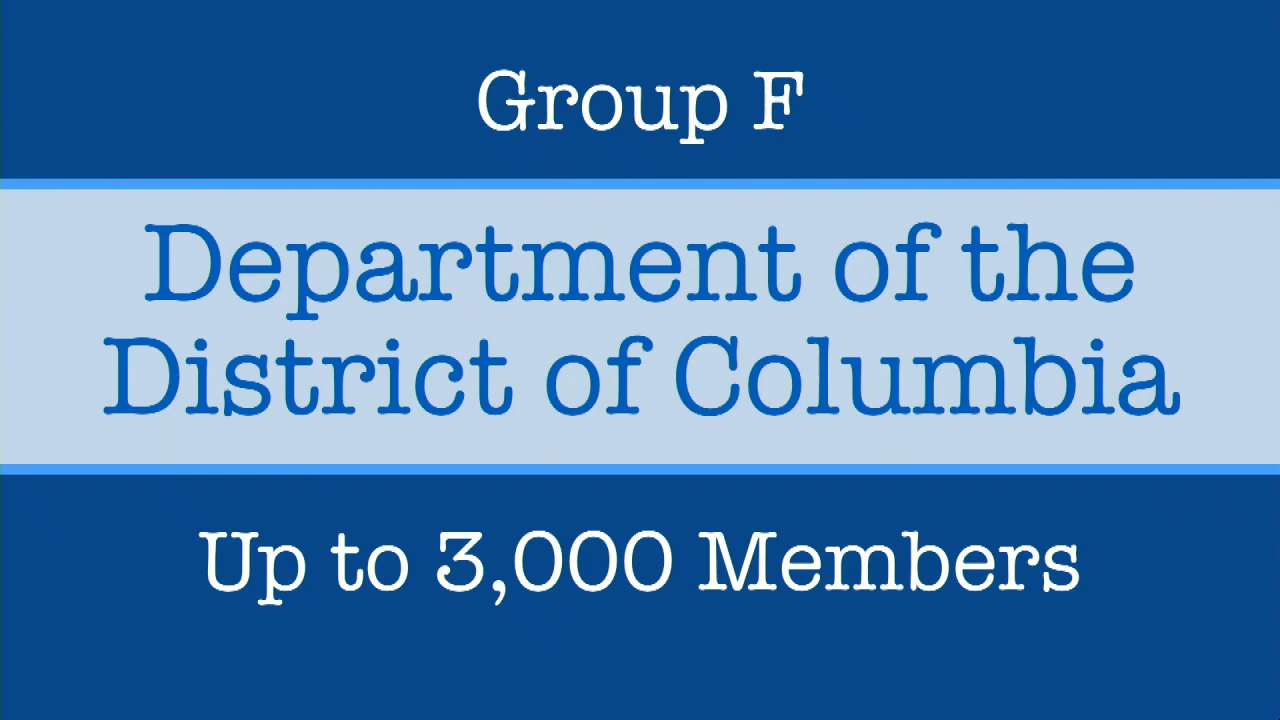 Group F
Department of the
District of Columbia
Up to 3,000 Members